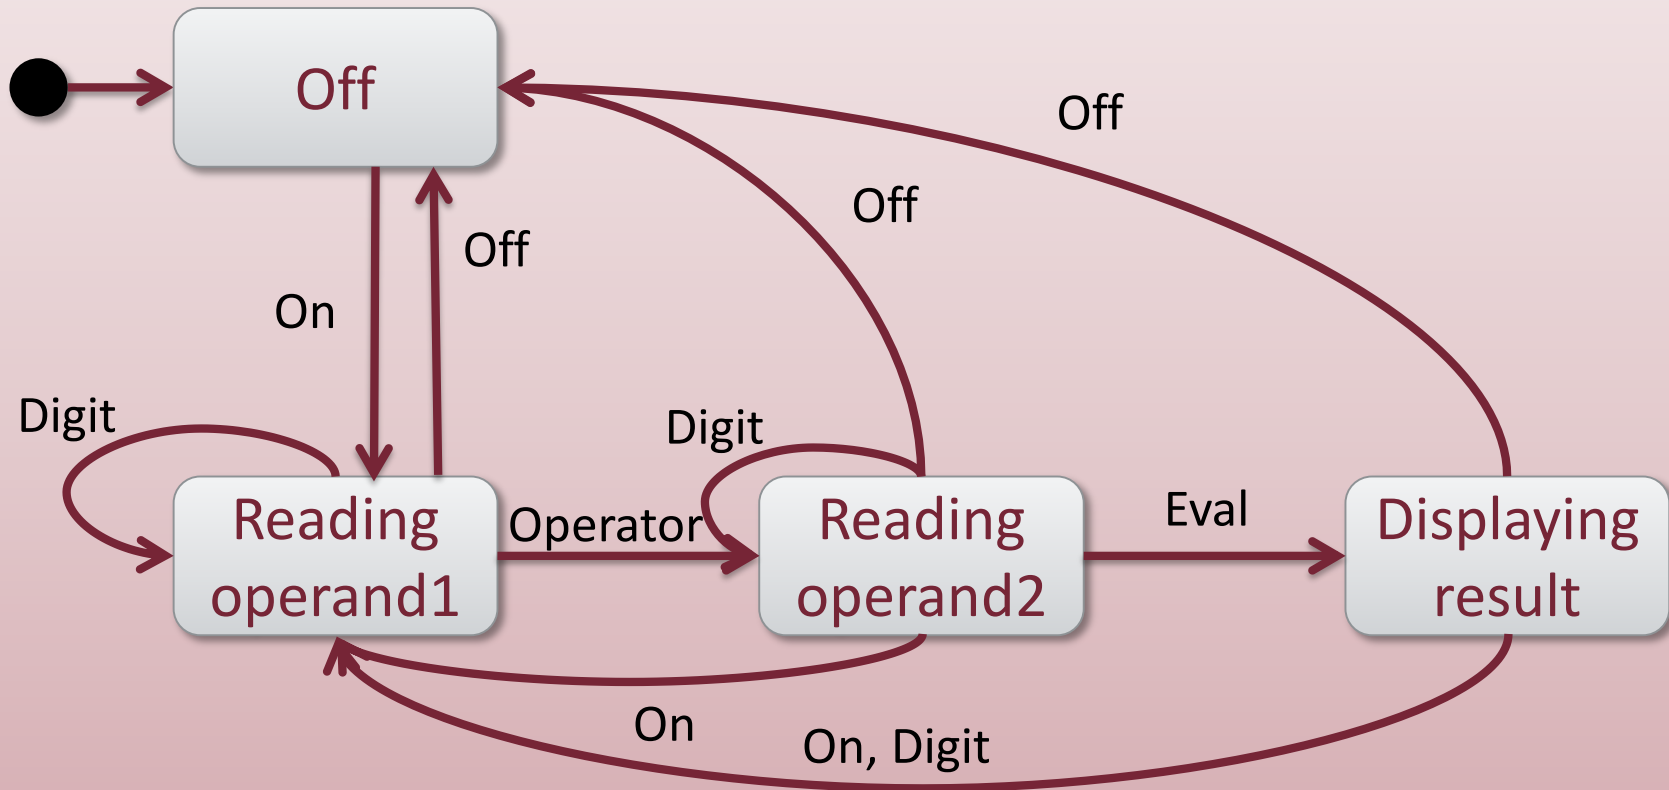 Off
Off
Off
Off
On
Digit
Digit
Reading
operand1
Operator
Reading
operand2
Eval
Displaying
result
On
On, Digit